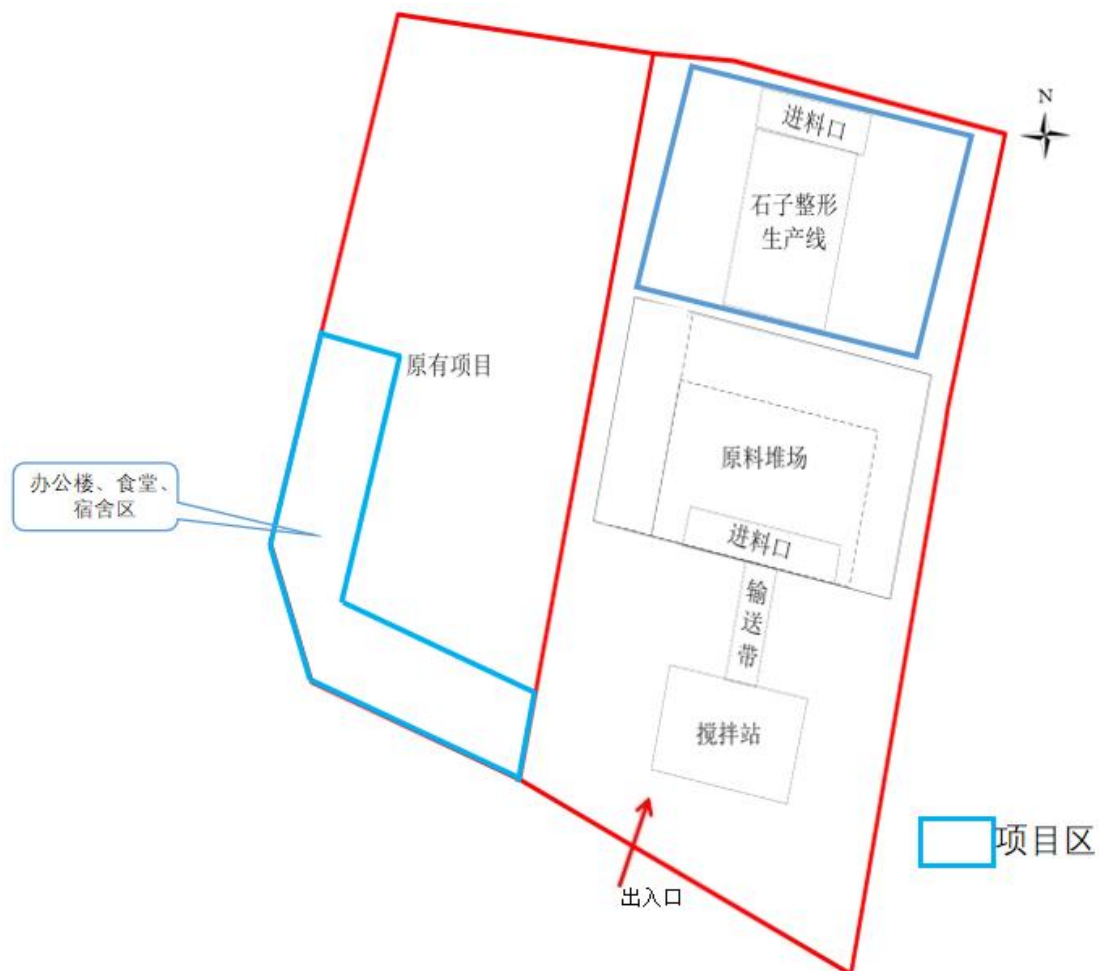 N
进料口
石子整形
生产线
原有项目
办公楼、食堂、
宿舍区
原料堆场
进料口
输
送
带
搅拌站
项目区
出入口